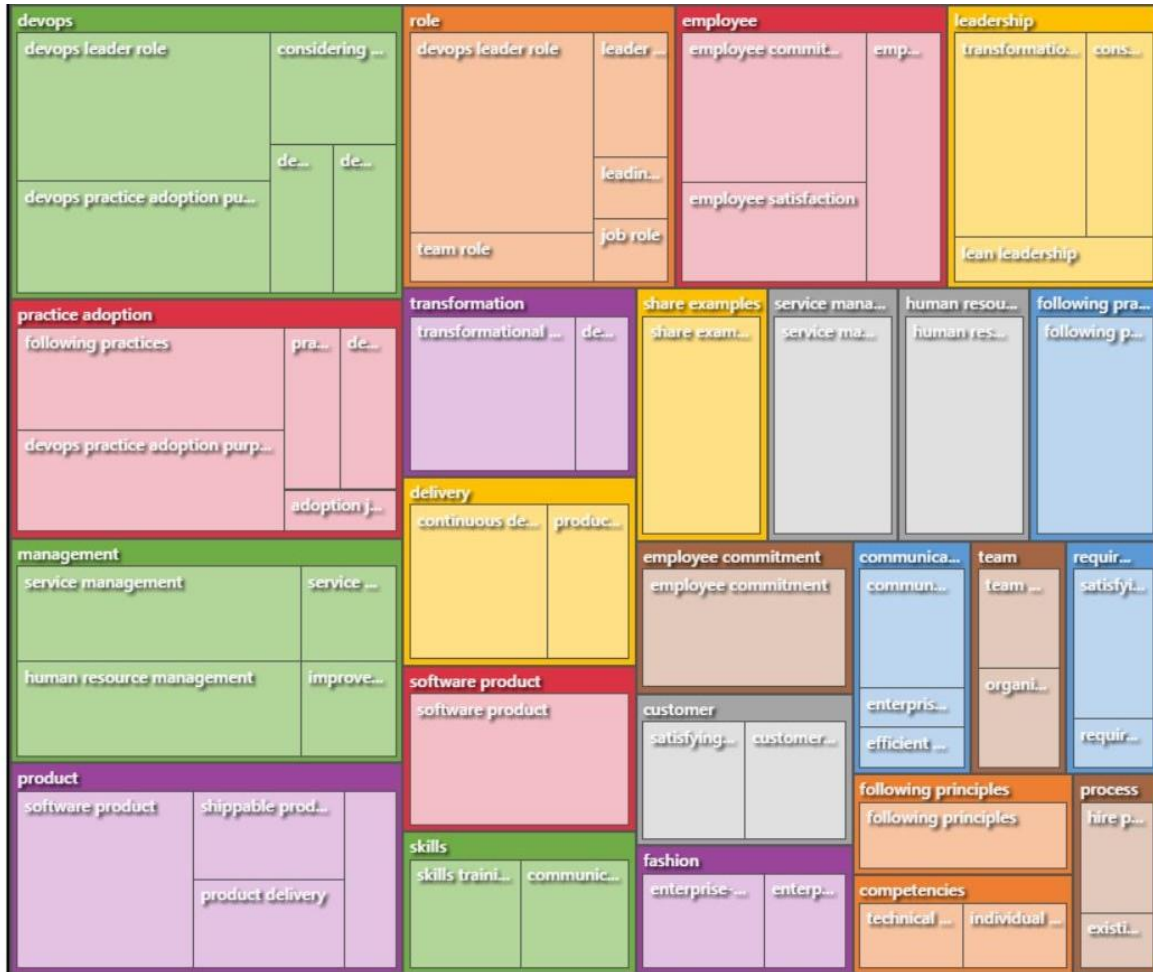 devops
devops leader role
considering ...
de...
de...
devops practice adoption pu...
role
devops leader role
leader ...
leadin...
team role
job role
employee
employee commit...
emp...
employee satisfaction
leadership
transformatio...
cons...
lean leadership
practice adoption
following practices
pra...
de...
devops practice adoption purp...
adoption j...
transformation
transformational ...
de...
share examples
share exam...
service mana...
service ma...
human resou...
human res...
following pra...
following p...
delivery
continuous de...
produc...
management
service management
service ...
human resource management
improve...
employee commitment
employee commitment
communica...
commun...
enterpris...
efficient ...
team
team ...
organi...
requir...
satisfyi...
requir...
software product
software product
customer
satisfying...
customer...
product
software product
shippable prod...
product delivery
skills
skills traini...
communic...
fashion
enterprise-...
enterp...
following principles
following principles
competencies
technical ...
individual ...
process
hire p...
existi...